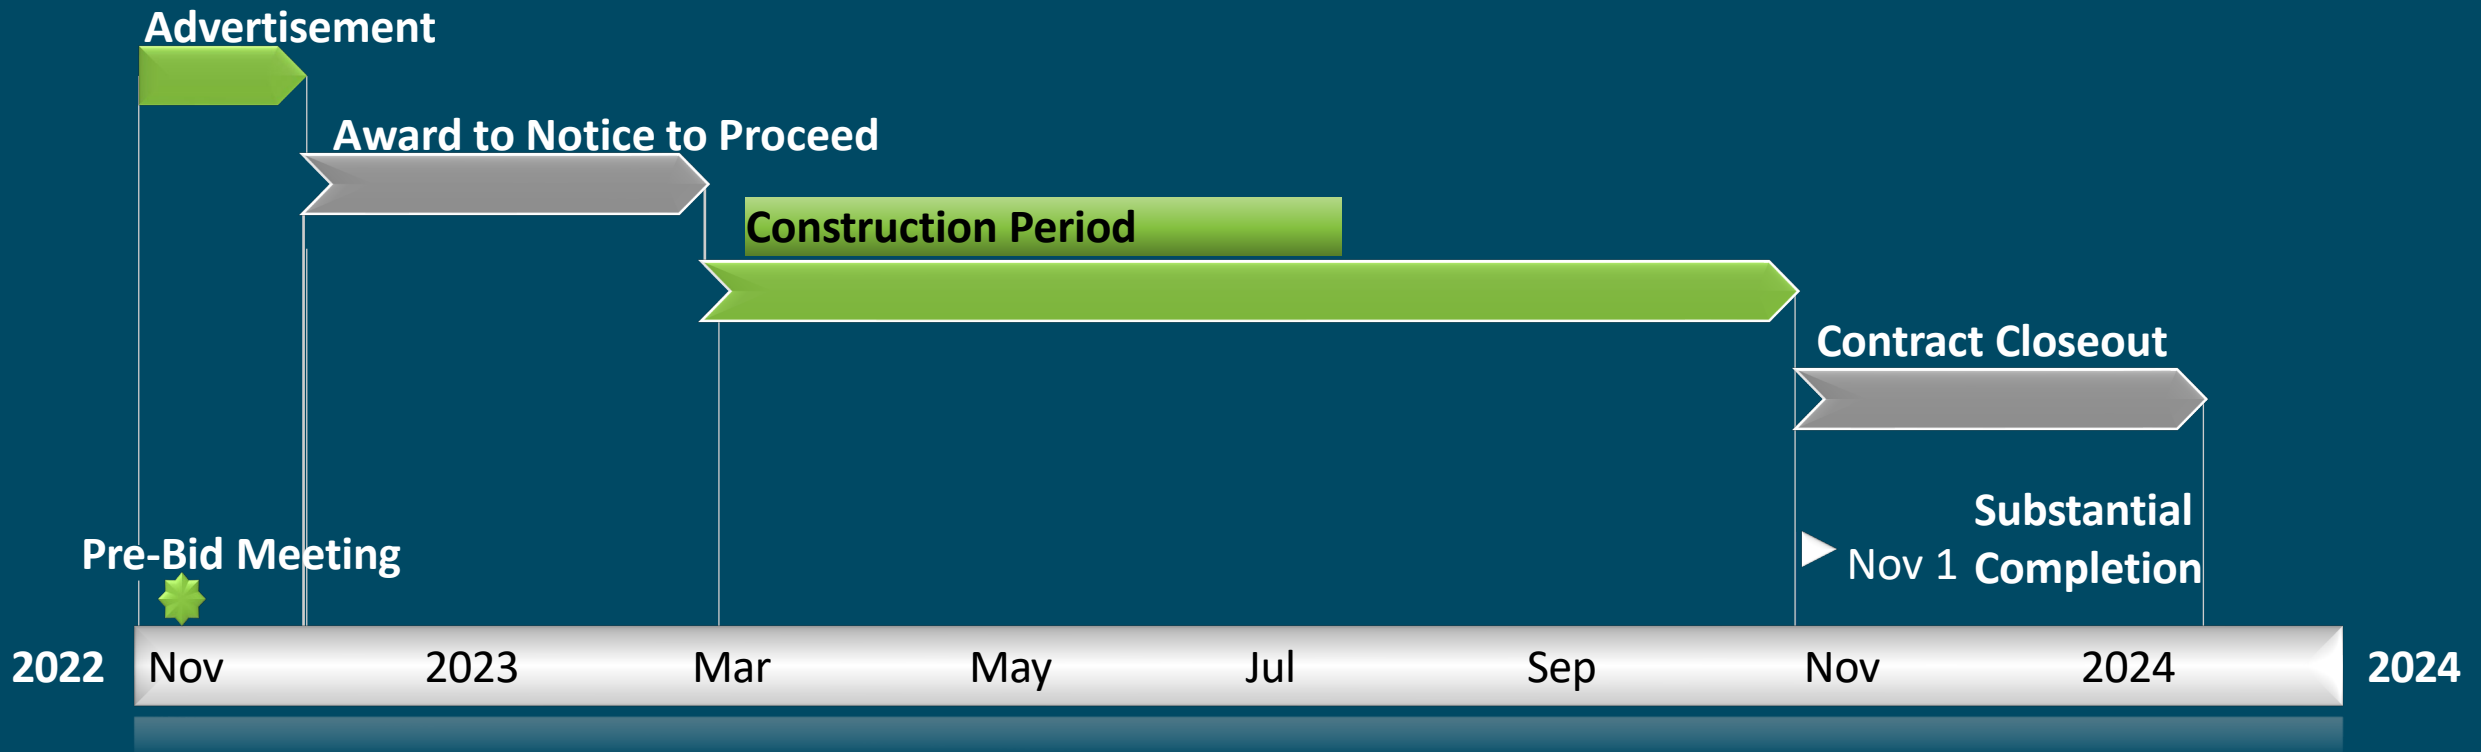 Advertisement
Award to Notice to Proceed
Construction Period
Contract Closeout
Substantial
Nov 1 Completion
Pre-Bid Meeting
2022 Nov 2023 Mar May Jul Sep Nov 2024 2024